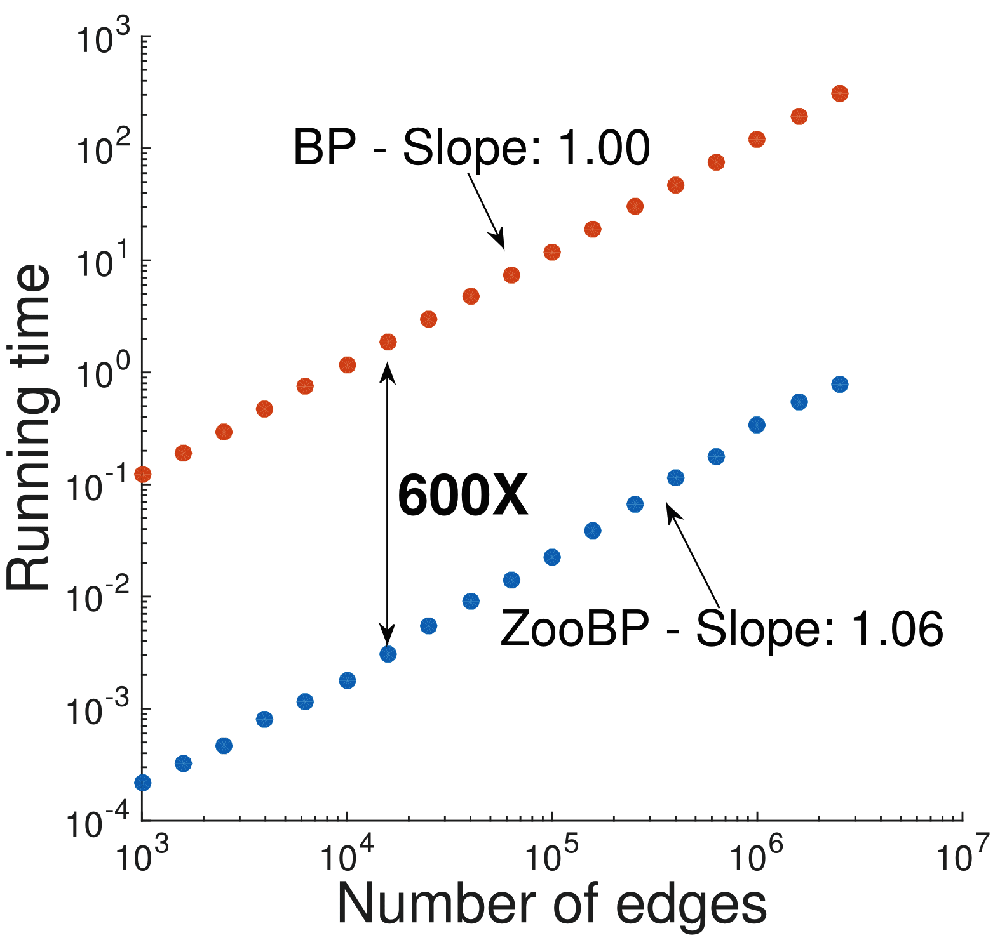 10^3
10^2
10^1
10^0
10^-1
10^-2
10^-3
10^-4
Running time
BP - Slope: 1.00
600X
ZooBP - Slope: 1.06
10^3 10^4 10^5 10^6 10^7
Number of edges